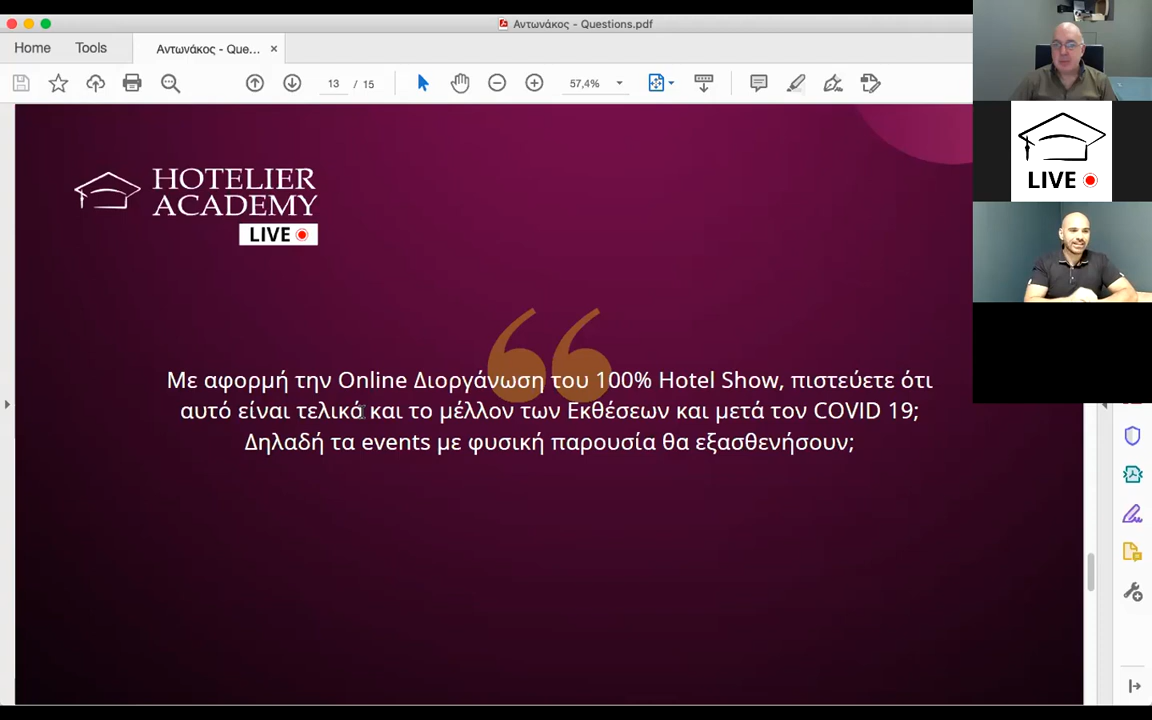 Αντωνάκος - Questions.pdf
Home Tools Αντωνάκος - Que... ×
13 / 15 57,4%
HOTELIER
ACADEMY
LIVE
LIVE
Με αφορμή την Online Διοργάνωση του 100% Hotel Show, πιστεύετε ότι
αυτό είναι τελικά και το μέλλον των Εκθέσεων και μετά τον COVID 19;
Δηλαδή τα events με φυσική παρουσία θα εξασθενήσουν;